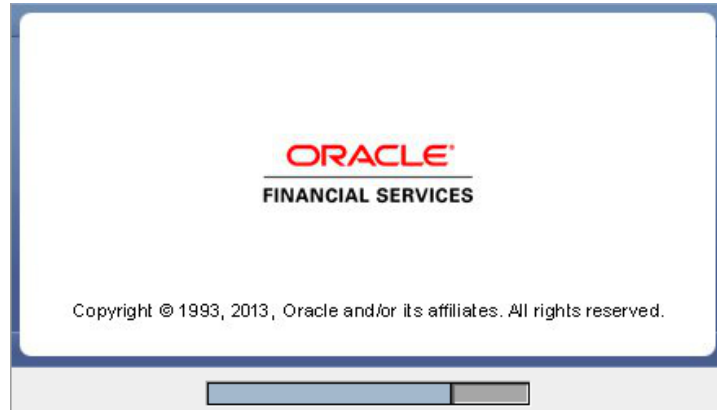 ORACLE®
FINANCIAL SERVICES
Copyright © 1993, 2013, Oracle and/or its affiliates. All rights reserved.